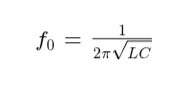 f₀ = 1 / 2π√LC